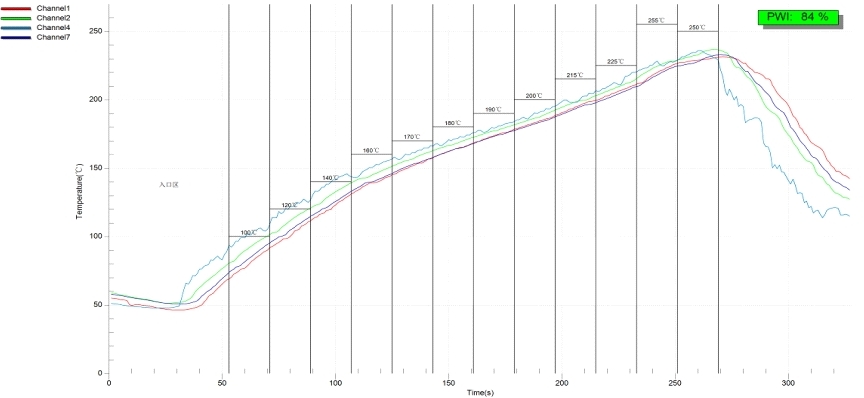 Channel1
Channel2
Channel4
Channel7
PWI: 84 %
250
200
150
100
50
0
Temperature(℃)
入口区
100℃
120℃
140℃
160℃
170℃
180℃
190℃
200℃
215℃
225℃
255℃
250℃
0 50 100 150 200 250 300
Time(s)